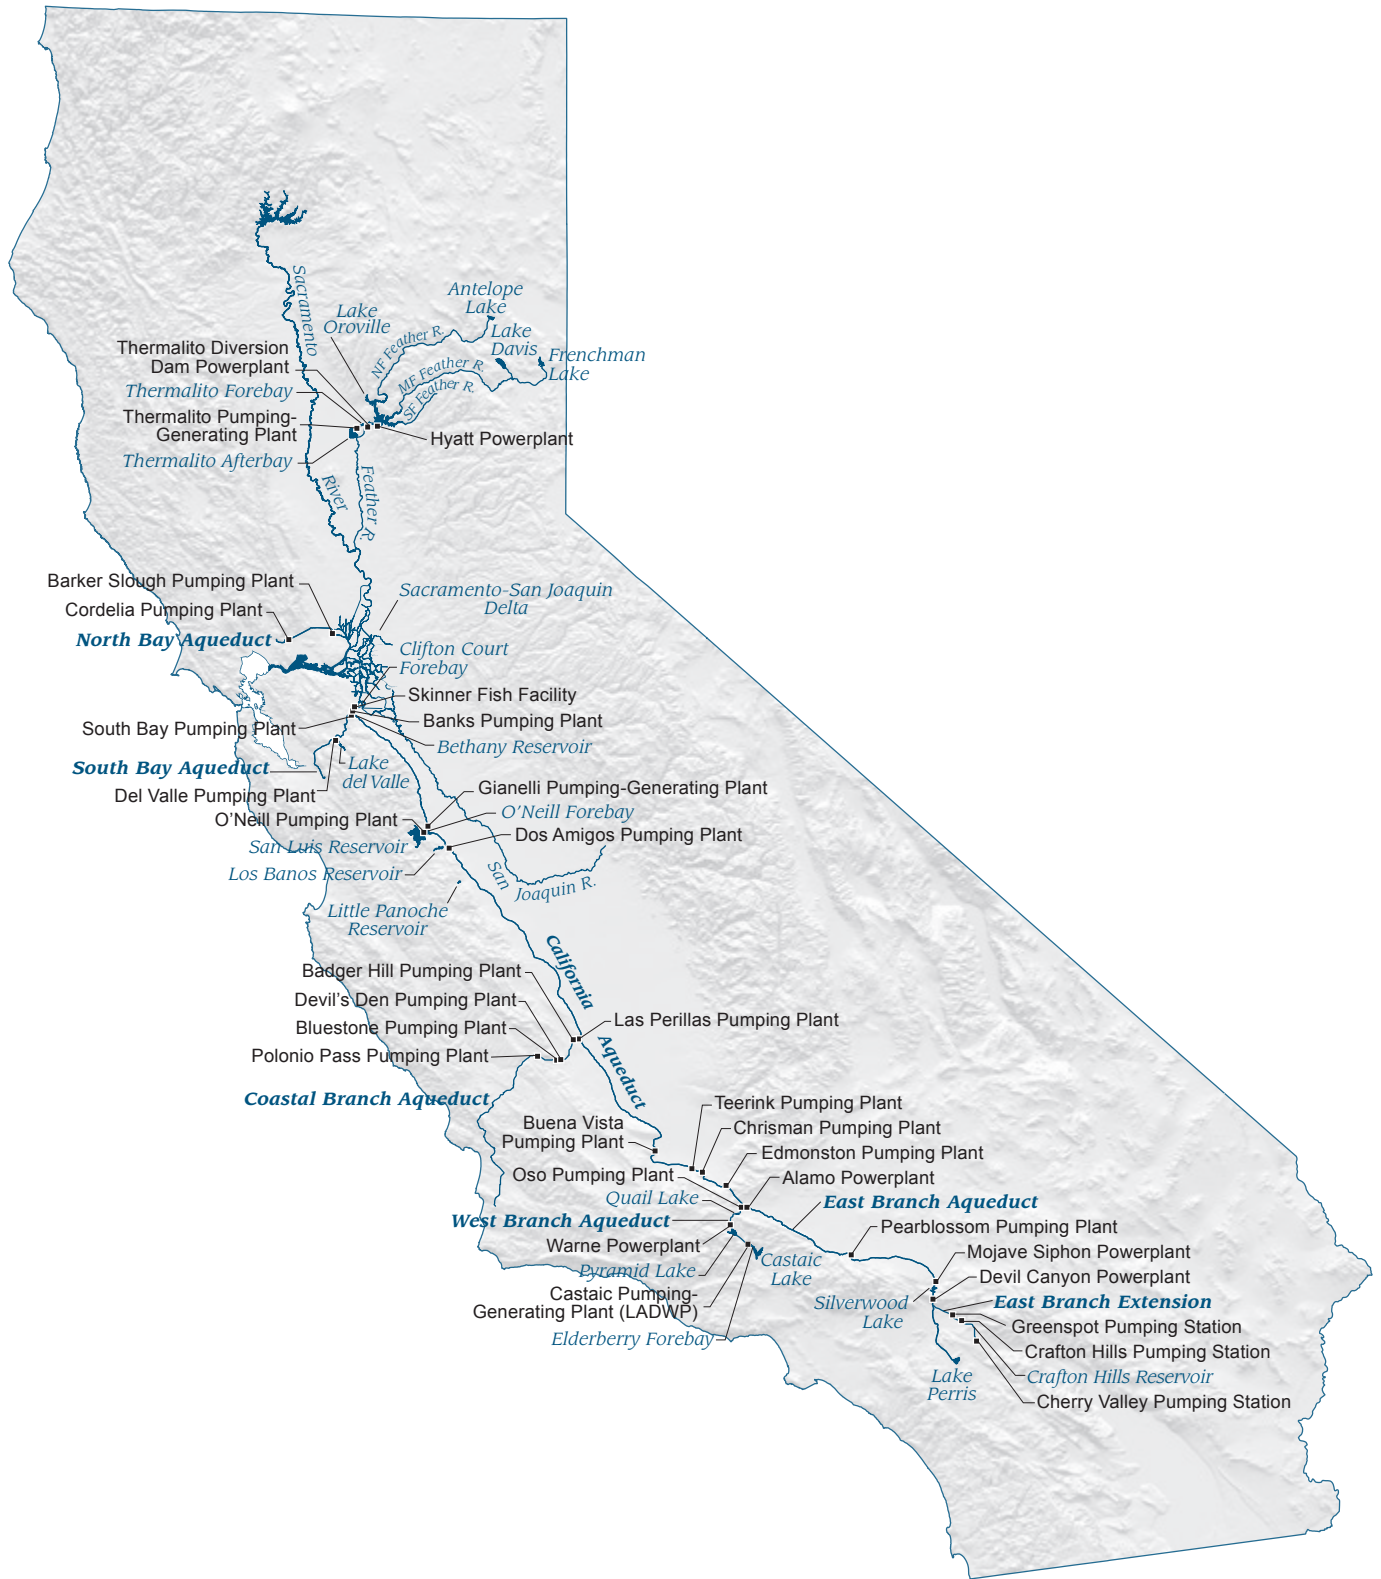 Sacramento
River
Antelope
Lake
Lake
Oroville
NF Feather R.
Lake
Davis
MF Feather R.
Frenchman
Lake
SF Feather R.
Thermalito Diversion
Dam Powerplant
Thermalito Forebay
Thermalito Pumping-
Generating Plant
Hyatt Powerplant
Thermalito Afterbay
Feather R.
Barker Slough Pumping Plant
Cordelia Pumping Plant
North Bay Aqueduct
Sacramento-San Joaquin
Delta
Clifton Court
Forebay
Skinner Fish Facility
Banks Pumping Plant
South Bay Pumping Plant
Bethany Reservoir
South Bay Aqueduct
Lake
del Valle
Del Valle Pumping Plant
Gianelli Pumping-Generating Plant
O'Neill Forebay
O'Neill Pumping Plant
Dos Amigos Pumping Plant
San Luis Reservoir
Los Banos Reservoir
San
Joaquin R.
Little Panoche
Reservoir
California
Aqueduct
Badger Hill Pumping Plant
Devil's Den Pumping Plant
Las Perillas Pumping Plant
Bluestone Pumping Plant
Polonio Pass Pumping Plant
Coastal Branch Aqueduct
Teerink Pumping Plant
Buena Vista
Pumping Plant
Chrisman Pumping Plant
Edmonston Pumping Plant
Oso Pumping Plant
Alamo Powerplant
Quail Lake
East Branch Aqueduct
West Branch Aqueduct
Pearblossom Pumping Plant
Warne Powerplant
Mojave Siphon Powerplant
Pyramid Lake
Castaic
Lake
Devil Canyon Powerplant
Castaic Pumping-
Generating Plant (LADWP)
Silverwood
Lake
East Branch Extension
Greenspot Pumping Station
Elderberry Forebay
Crafton Hills Pumping Station
Crafton Hills Reservoir
Lake
Perris
Cherry Valley Pumping Station